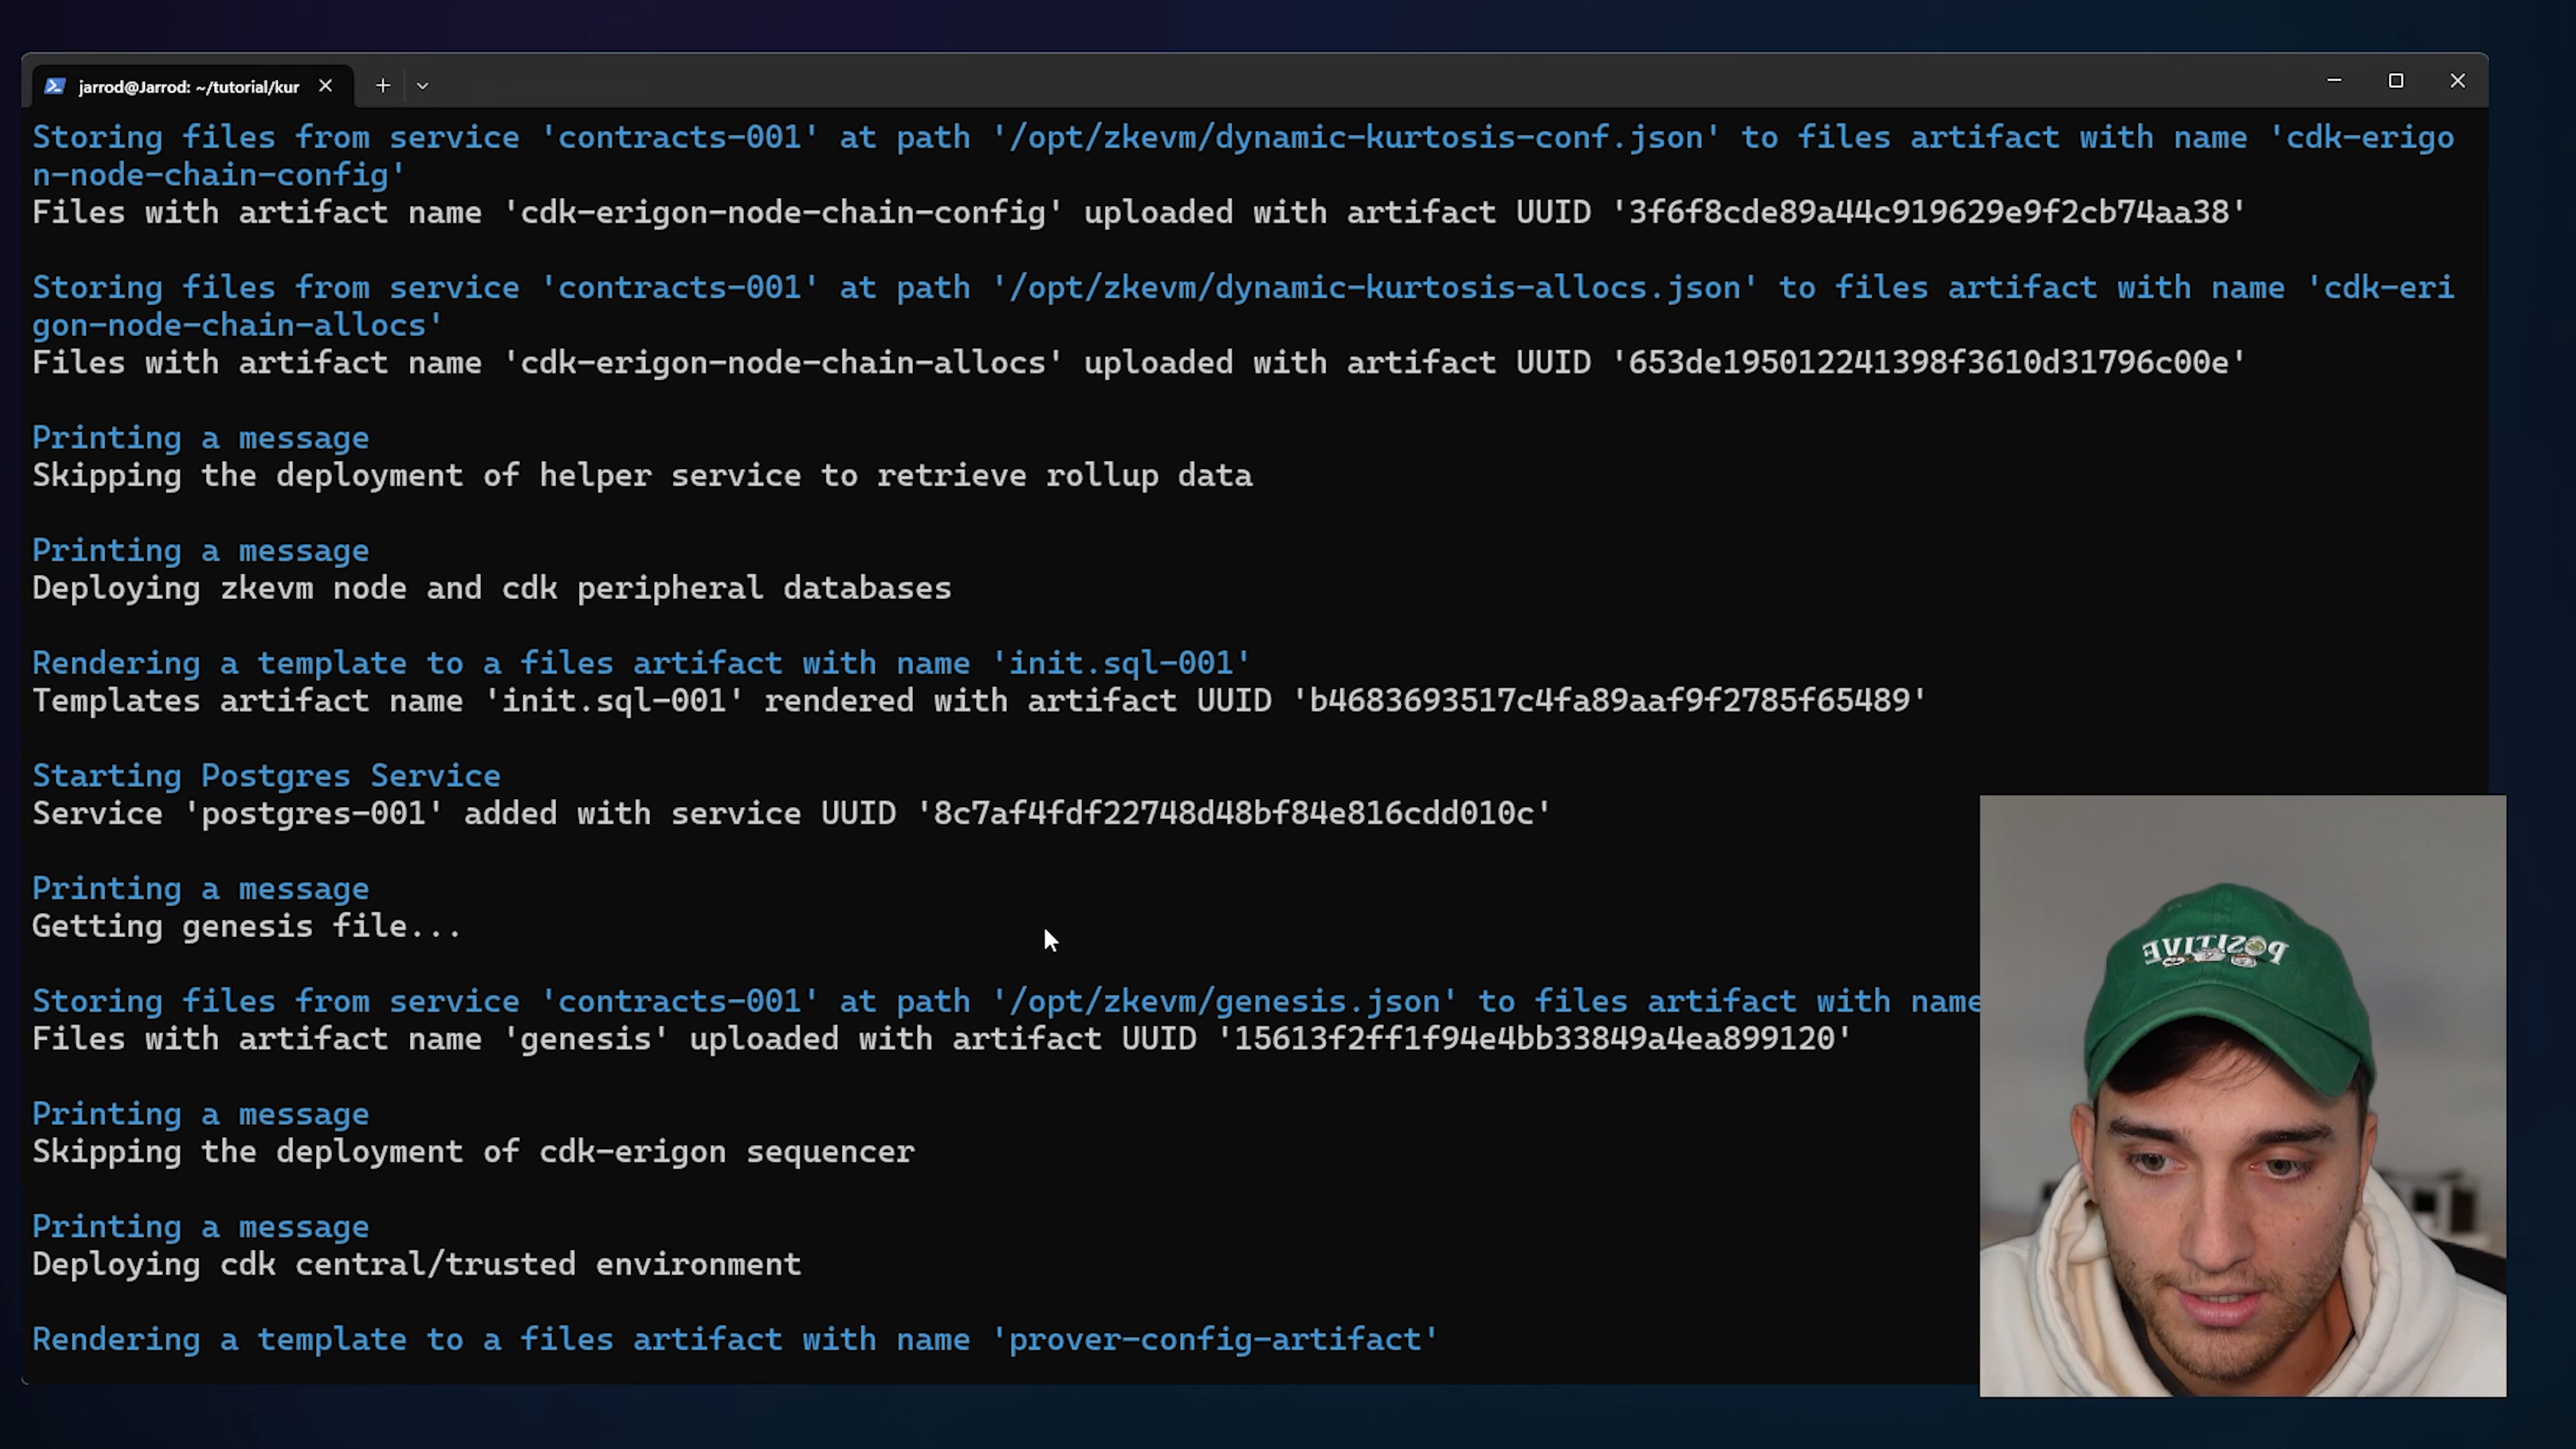 jarrod@Jarrod: ~/tutorial/kur
Storing files from service 'contracts-001' at path '/opt/zkevm/dynamic-kurtosis-conf.json' to files artifact with name 'cdk-erigo
n-node-chain-config'
Files with artifact name 'cdk-erigon-node-chain-config' uploaded with artifact UUID '3f6f8cde89a44c919629e9f2cb74aa38'
Storing files from service 'contracts-001' at path '/opt/zkevm/dynamic-kurtosis-allocs.json' to files artifact with name 'cdk-eri
gon-node-chain-allocs'
Files with artifact name 'cdk-erigon-node-chain-allocs' uploaded with artifact UUID '653de195012241398f3610d31796c00e'
Printing a message
Skipping the deployment of helper service to retrieve rollup data
Printing a message
Deploying zkevm node and cdk peripheral databases
Rendering a template to a files artifact with name 'init.sql-001'
Templates artifact name 'init.sql-001' rendered with artifact UUID 'b4683693517c4fa89aaf9f2785f65489'
Starting Postgres Service
Service 'postgres-001' added with service UUID '8c7af4fdf22748d48bf84e816cdd010c'
Printing a message
Getting genesis file...
Storing files from service 'contracts-001' at path '/opt/zkevm/genesis.json' to files artifact with name
Files with artifact name 'genesis' uploaded with artifact UUID '15613f2ff1f94e4bb33849a4ea899120'
Printing a message
Skipping the deployment of cdk-erigon sequencer
Printing a message
Deploying cdk central/trusted environment
Rendering a template to a files artifact with name 'prover-config-artifact'
POSITIVE